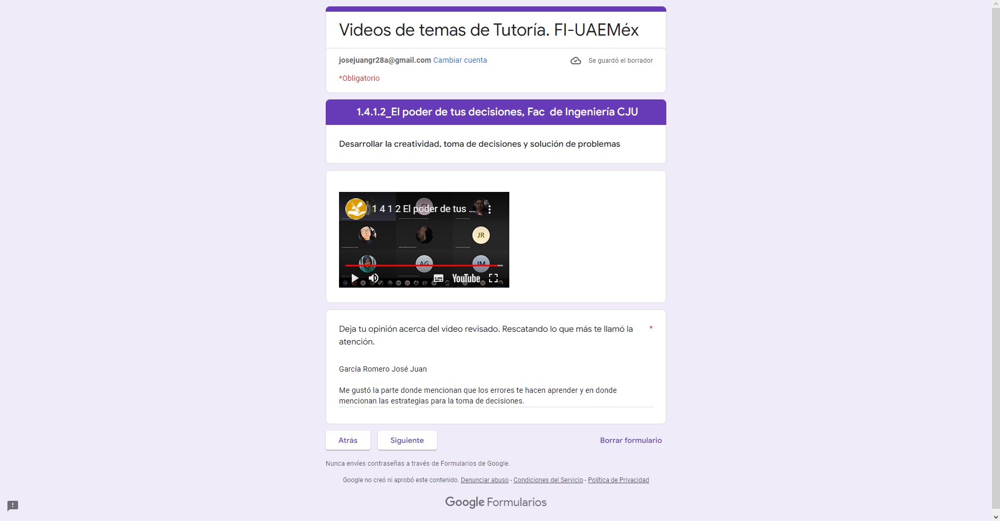 Videos de temas de Tutoría. FI-UAEMéx
josejuangr28a@gmail.com Cambiar cuenta
Se guardó el borrador
*Obligatorio
1.4.1.2_El poder de tus decisiones, Fac  de Ingeniería CJU
Desarrollar la creatividad, toma de decisiones y solución de problemas
1 4 1 2 El poder de tus ...
JR
AG
JM
YouTube
Deja tu opinión acerca del video revisado. Rescatando lo que más te llamó la *
atención.
García Romero José Juan
Me gustó la parte donde mencionan que los errores te hacen aprender y en donde
mencionan las estrategias para la toma de decisiones.
Atrás
Siguiente
Borrar formulario
Nunca envíes contraseñas a través de Formularios de Google.
Google no creó ni aprobó este contenido. Denunciar abuso - Condiciones del Servicio - Política de Privacidad
Google Formularios